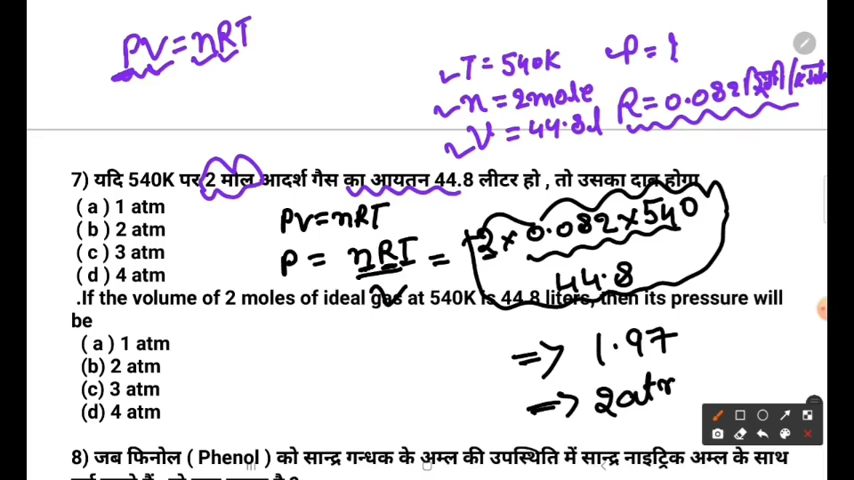 PV = nRT
T = 540K
P = ?
n = 2mole
R = 0.082
V = 44.8l
7) यदि 540K पर 2 मोल आदर्श गैस का आयतन 44.8 लीटर हो , तो उसका दाब होगा
( a ) 1 atm
( b ) 2 atm
( c ) 3 atm
( d ) 4 atm
PV = nRT
P = nRT / V = 2 × 0.082 × 540 / 44.8
.If the volume of 2 moles of ideal gas at 540K is 44.8 liters, then its pressure will
be
( a ) 1 atm
(b) 2 atm
(c) 3 atm
(d) 4 atm
=> 1.97
=> 2atm
8) जब फिनोल ( Phenol ) को सान्द्र गन्धक के अम्ल की उपस्थिति में सान्द्र नाइट्रिक अम्ल के साथ